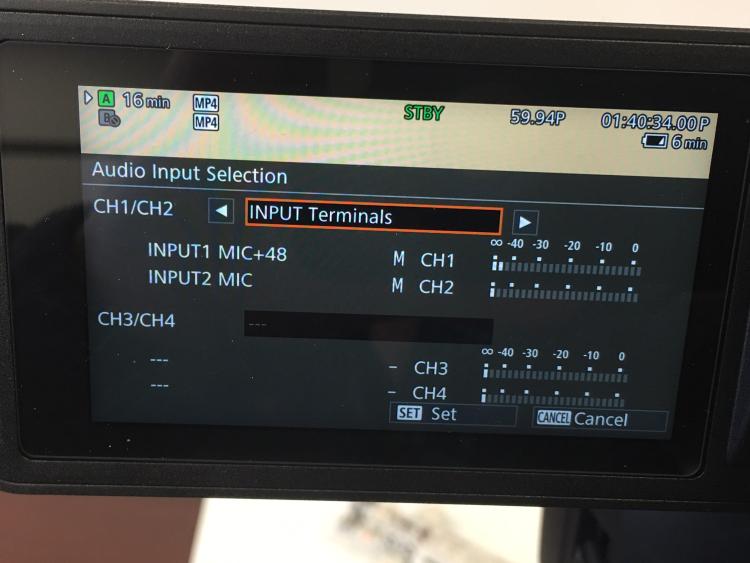 A 16 min MP4 STBY 59.94P 01:40:34.00 P
B MP4 6 min
Audio Input Selection
CH1/CH2 INPUT Terminals
∞ -40 -30 -20 -10 0
INPUT1 MIC+48 M CH1
INPUT2 MIC M CH2
CH3/CH4 ---
∞ -40 -30 -20 -10 0
--- – CH3
--- – CH4
SET Set CANCEL Cancel